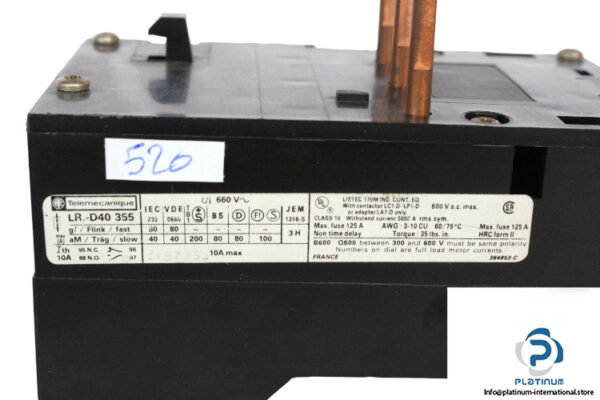 520
Telemecanique
LR-D40 355
gI / Flink / fast
aM / Träg / slow
Ith 95 N.C. 96
10A 98 N.O. 97
Ui 660 V~
IEC VDE BS D FI S JEM
292 0660 1356-S
80 80 -
40 40 200 80 80 100 3 H
10A max
LISTEC 170M IND. CONT. EQ.
With contactor LC1-D / LP1-D 600 V a.c. max.
or adapter LA7-D only
CLASS 10 Withstand current 5000 A rms sym.
Max. fuse 125 A AWG : 3-10 CU 60/75°C Max. fuse 125 A
Non time delay Torque : 35 lbs. in. HRC form II
B600 Q600 between 300 and 600 V must be same polarity
Numbers on dial are full load motor currents
FRANCE 384852-C
PLATINUM
INTERNATIONAL
https://platinum-international.store